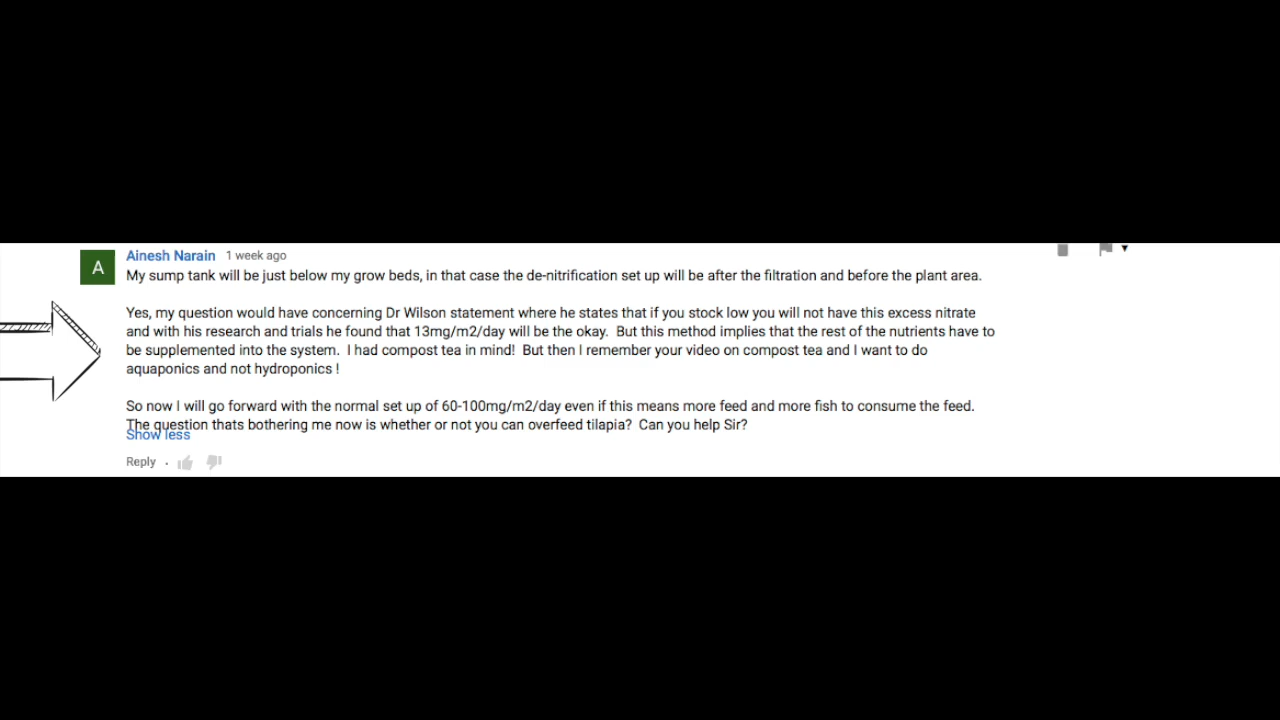 A
Ainesh Narain 1 week ago
My sump tank will be just below my grow beds, in that case the de-nitrification set up will be after the filtration and before the plant area.
Yes, my question would have concerning Dr Wilson statement where he states that if you stock low you will not have this excess nitrate
and with his research and trials he found that 13mg/m2/day will be the okay.  But this method implies that the rest of the nutrients have to
be supplemented into the system.  I had compost tea in mind!  But then I remember your video on compost tea and I want to do
aquaponics and not hydroponics !
So now I will go forward with the normal set up of 60-100mg/m2/day even if this means more feed and more fish to consume the feed.
The question thats bothering me now is whether or not you can overfeed tilapia?  Can you help Sir?
Show less
Reply ·